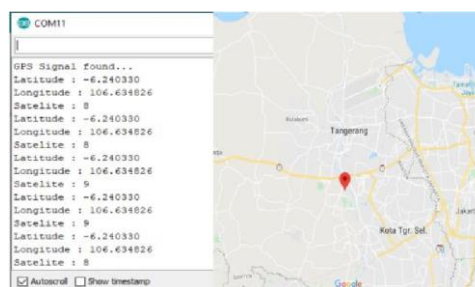 COM11
GPS Signal found...
Latitude : -6.240330
Longitude : 106.634826
Satelite : 8
Latitude : -6.240330
Longitude : 106.634826
Satelite : 8
Latitude : -6.240330
Longitude : 106.634826
Satelite : 9
Latitude : -6.240330
Longitude : 106.634826
Satelite : 9
Latitude : -6.240330
Longitude : 106.634826
Satelite : 8
Autoscroll Show timestamp
Tangerang
Jakarta
Kota Tgr. Sel.
Google